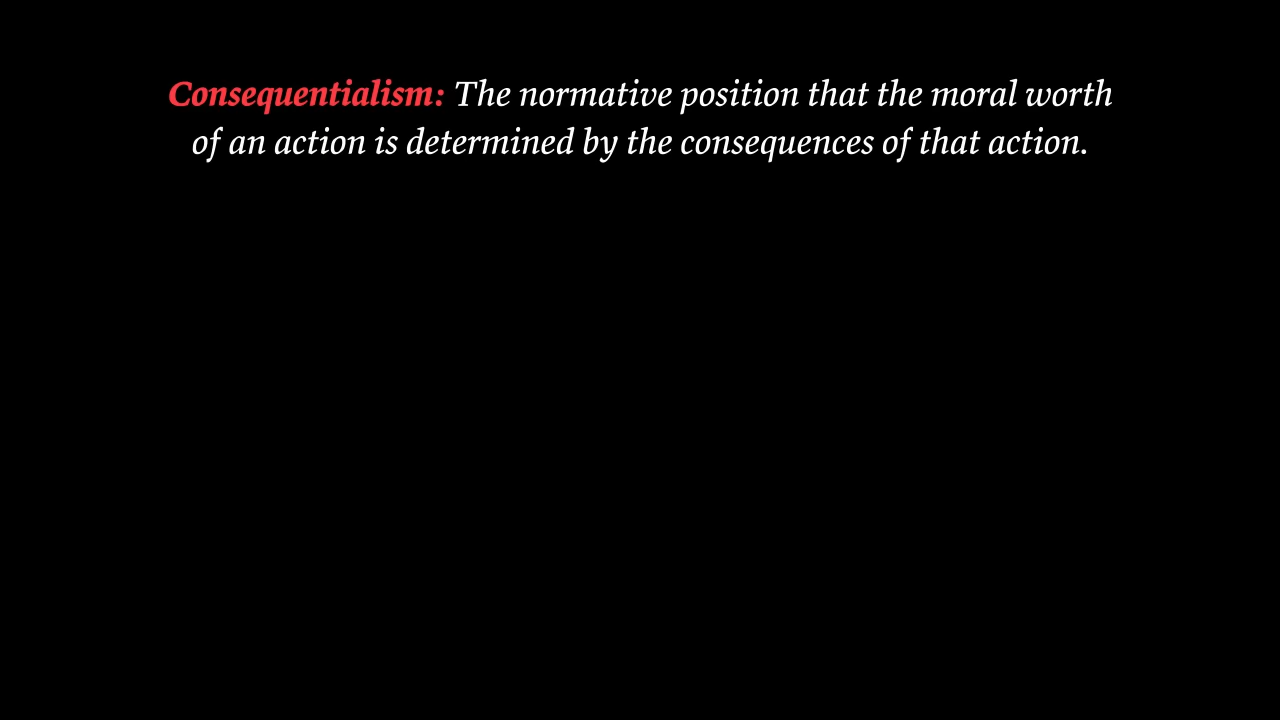 Consequentialism: The normative position that the moral worth
of an action is determined by the consequences of that action.